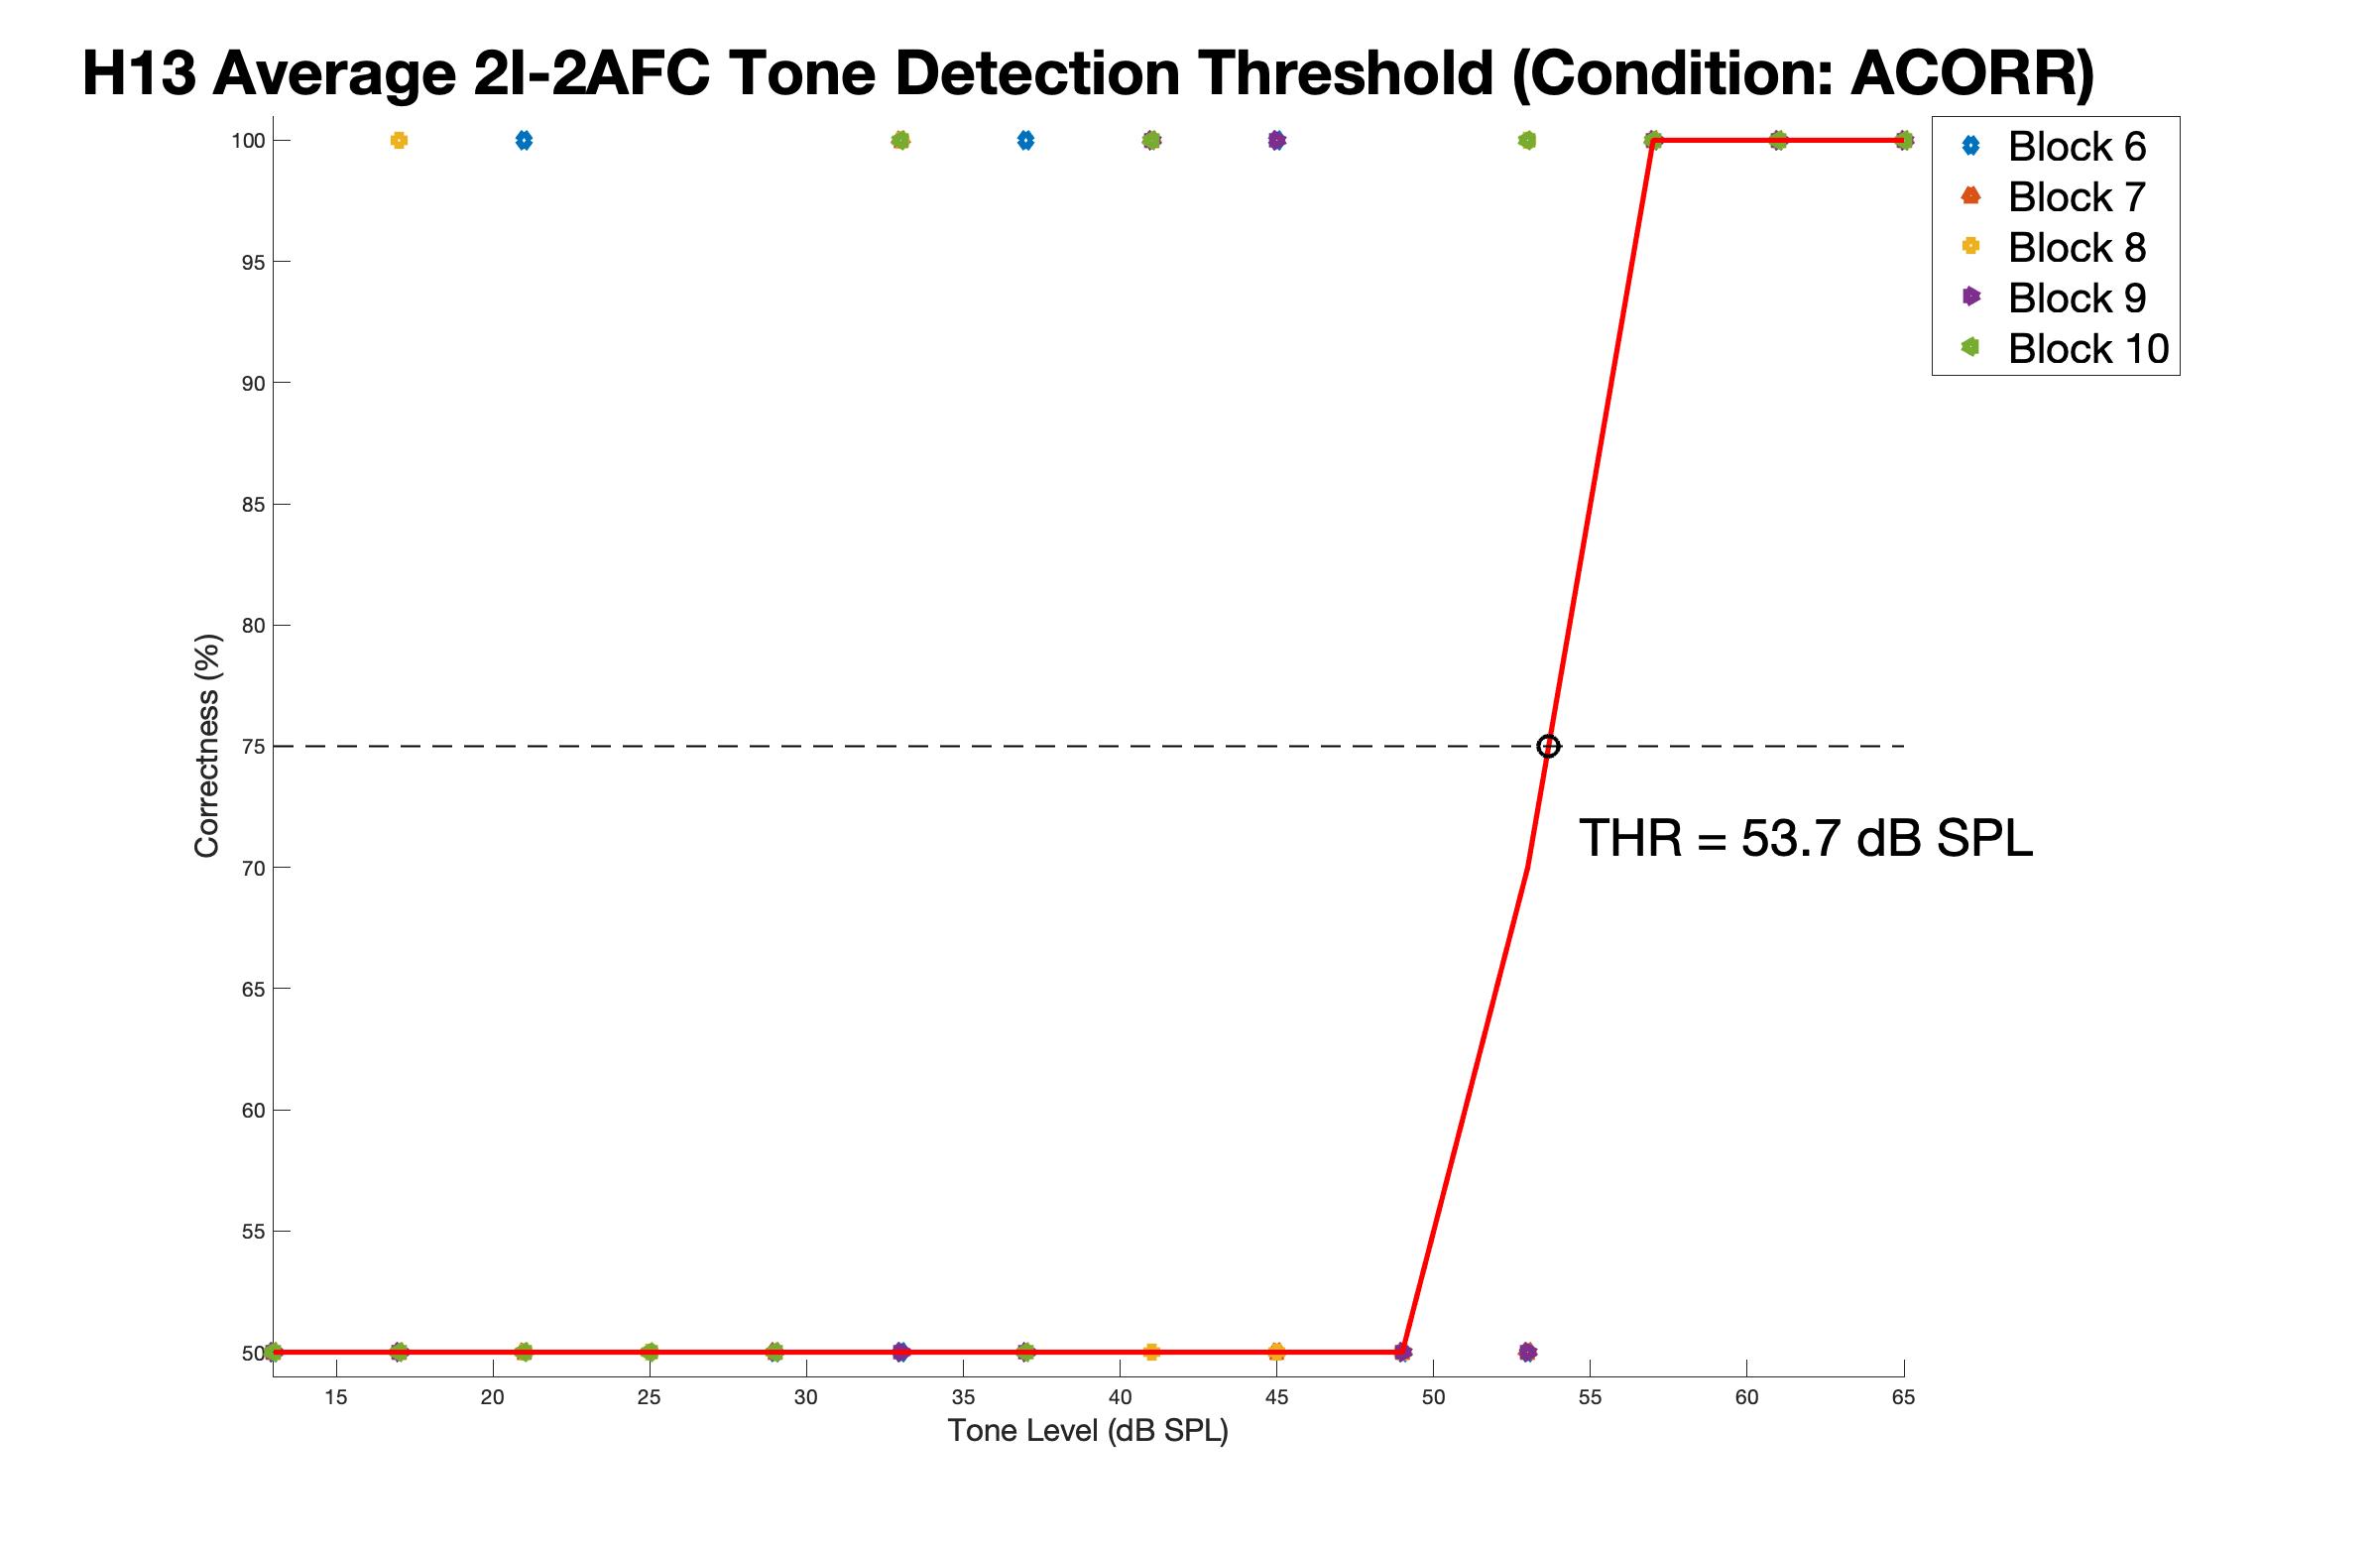 H13 Average 2I-2AFC Tone Detection Threshold (Condition: ACORR)
100
95
90
85
80
75
70
65
60
55
50
Correctness (%)
Block 6
Block 7
Block 8
Block 9
Block 10
THR = 53.7 dB SPL
15 20 25 30 35 40 45 50 55 60 65
Tone Level (dB SPL)